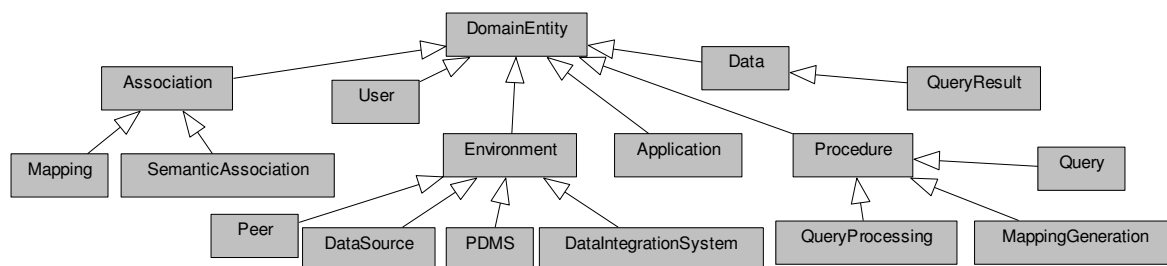 DomainEntity
Association
User
Data
QueryResult
Mapping
SemanticAssociation
Environment
Application
Procedure
Query
Peer
DataSource
PDMS
DataIntegrationSystem
QueryProcessing
MappingGeneration